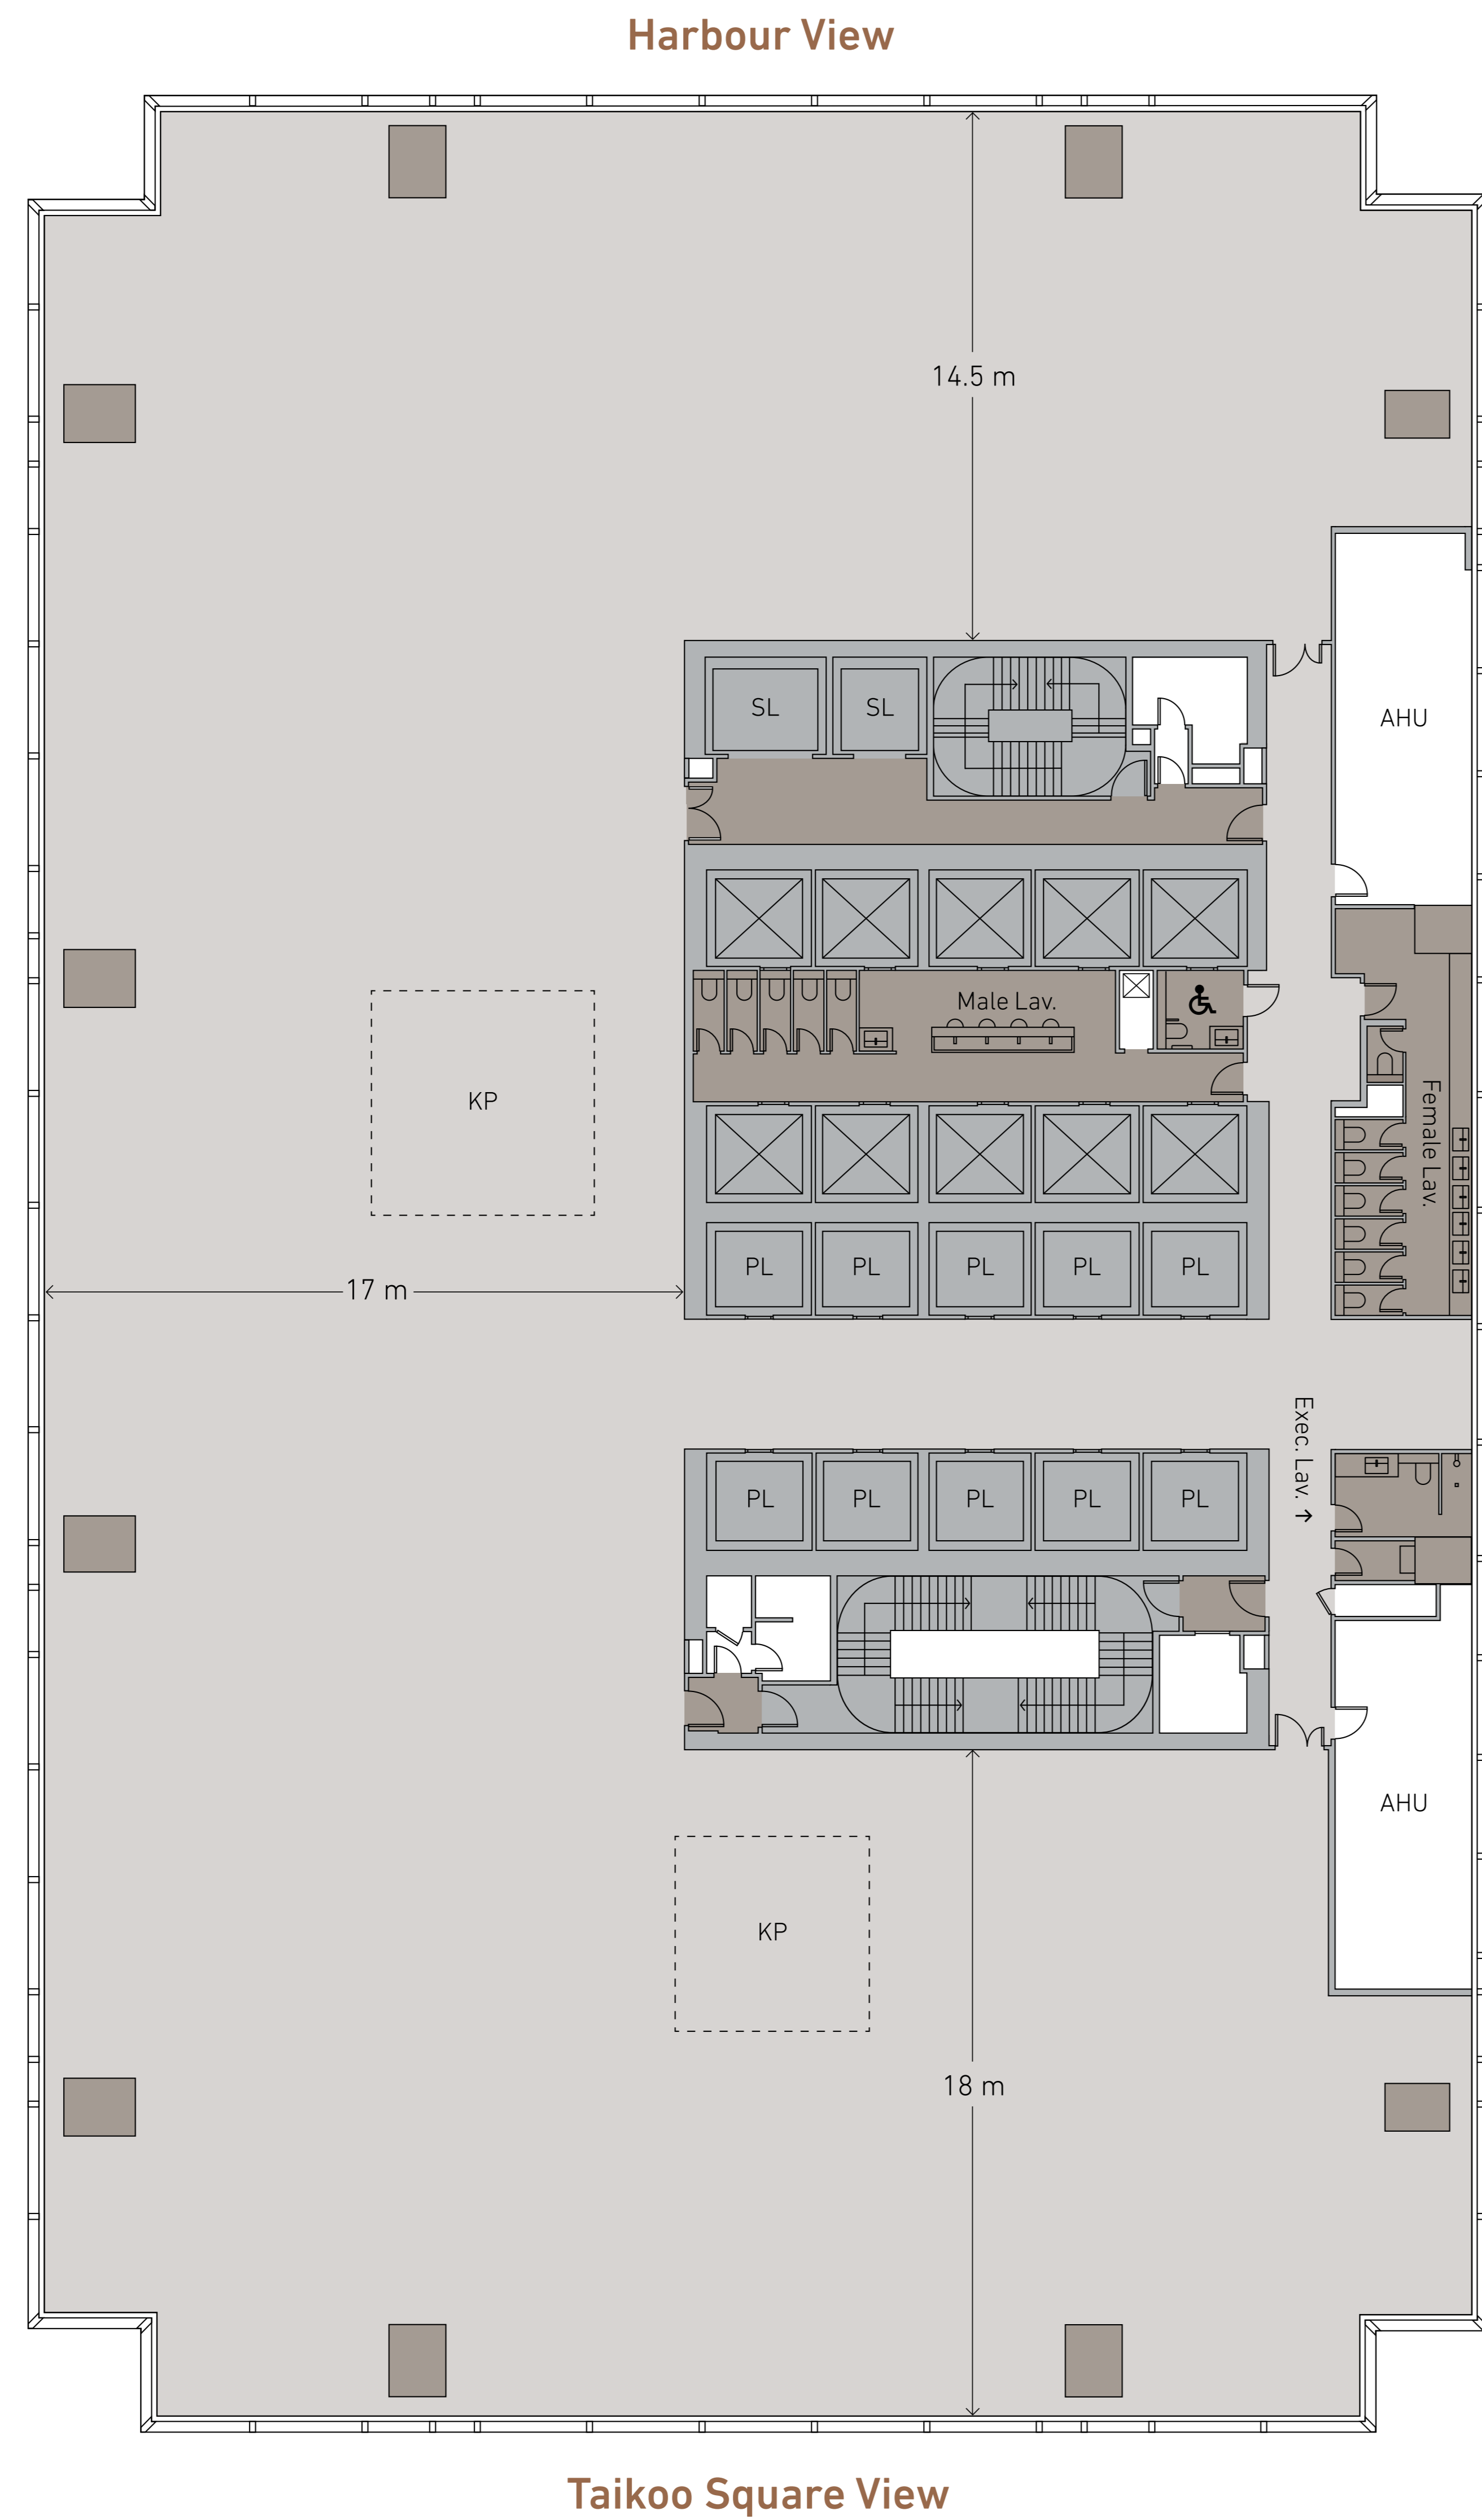 Harbour View
14.5 m
SL
SL
AHU
Male Lav.
KP
Female Lav.
PL
PL
PL
PL
PL
17 m
Exec. Lav. →
PL
PL
PL
PL
PL
AHU
KP
18 m
Taikoo Square View